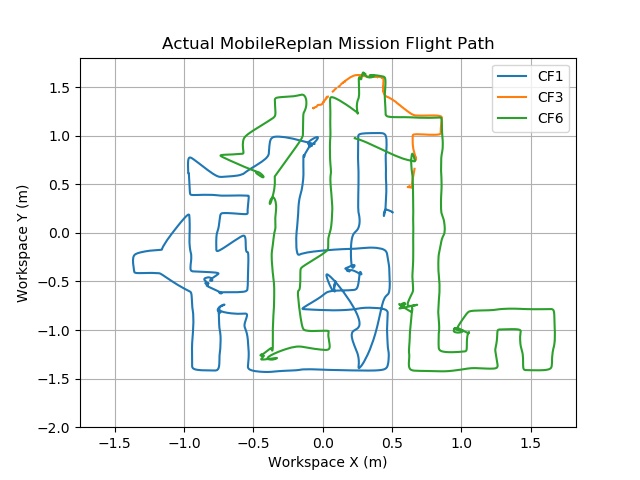 Actual MobileReplan Mission Flight Path
Workspace Y (m)
1.5
1.0
0.5
0.0
−0.5
−1.0
−1.5
−2.0
CF1
CF3
CF6
−1.5 −1.0 −0.5 0.0 0.5 1.0 1.5
Workspace X (m)